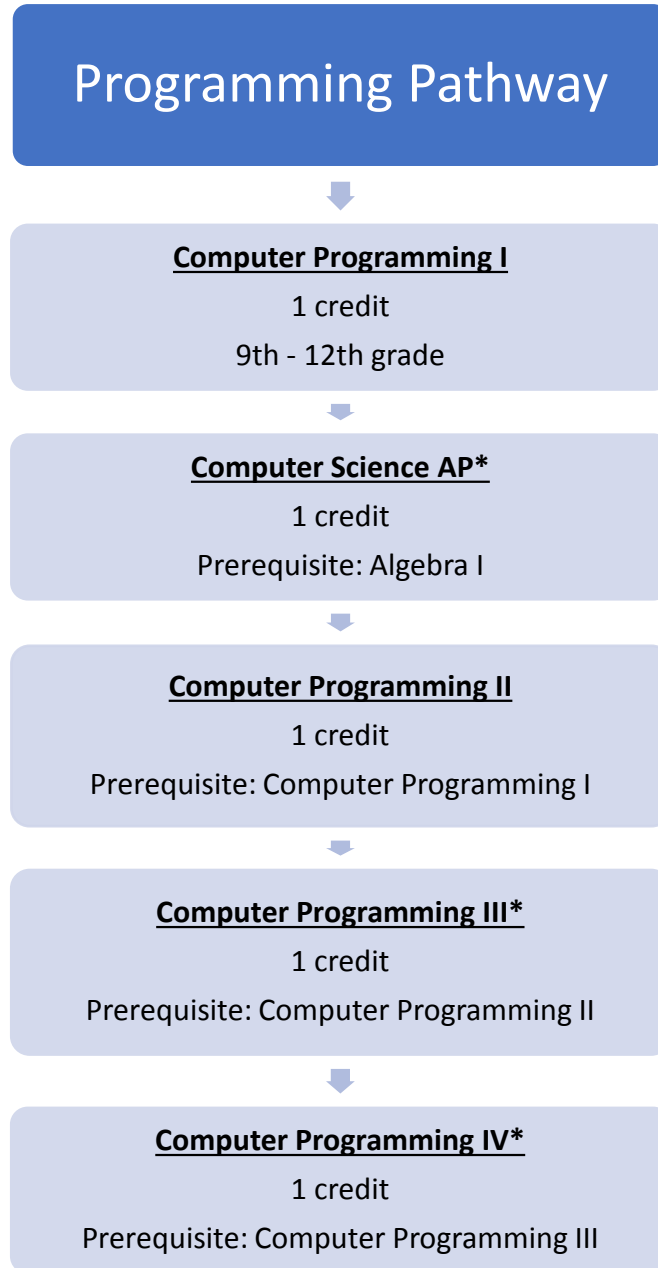 Programming Pathway
Computer Programming I
1 credit
9th - 12th grade
Computer Science AP*
1 credit
Prerequisite: Algebra I
Computer Programming II
1 credit
Prerequisite: Computer Programming I
Computer Programming III*
1 credit
Prerequisite: Computer Programming II
Computer Programming IV*
1 credit
Prerequisite: Computer Programming III